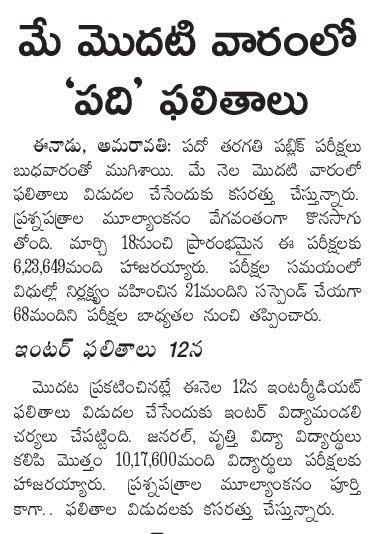 మే మొదటి వారంలో
‘పది’ ఫలితాలు
ఈనాడు, అమరావతి: పదో తరగతి పబ్లిక్ పరీక్షలు
బుధవారంతో ముగిశాయి. మే నెల మొదటి వారంలో
ఫలితాలు విడుదల చేసేందుకు కసరత్తు చేస్తున్నారు.
ప్రశ్నపత్రాల మూల్యాంకనం వేగవంతంగా కొనసాగు
తోంది. మార్చి 18నుంచి ప్రారంభమైన ఈ పరీక్షలకు
6,23,649మంది హాజరయ్యారు. పరీక్షల సమయంలో
విధుల్లో నిర్లక్ష్యం వహించిన 21మందిని సస్పెండ్ చేయగా
68మందిని పరీక్షల బాధ్యతల నుంచి తప్పించారు.
ఇంటర్ ఫలితాలు 12న
మొదట ప్రకటించినట్లే ఈనెల 12న ఇంటర్మీడియట్
ఫలితాలు విడుదల చేసేందుకు ఇంటర్ విద్యామండలి
చర్యలు చేపట్టింది. జనరల్, వృత్తి విద్యా విద్యార్థులు
కలిపి మొత్తం 10,17,600మంది విద్యార్థులు పరీక్షలకు
హాజరయ్యారు. ప్రశ్నపత్రాల మూల్యాంకనం పూర్తి
కాగా.. ఫలితాల విడుదలకు కసరత్తు చేస్తున్నారు.